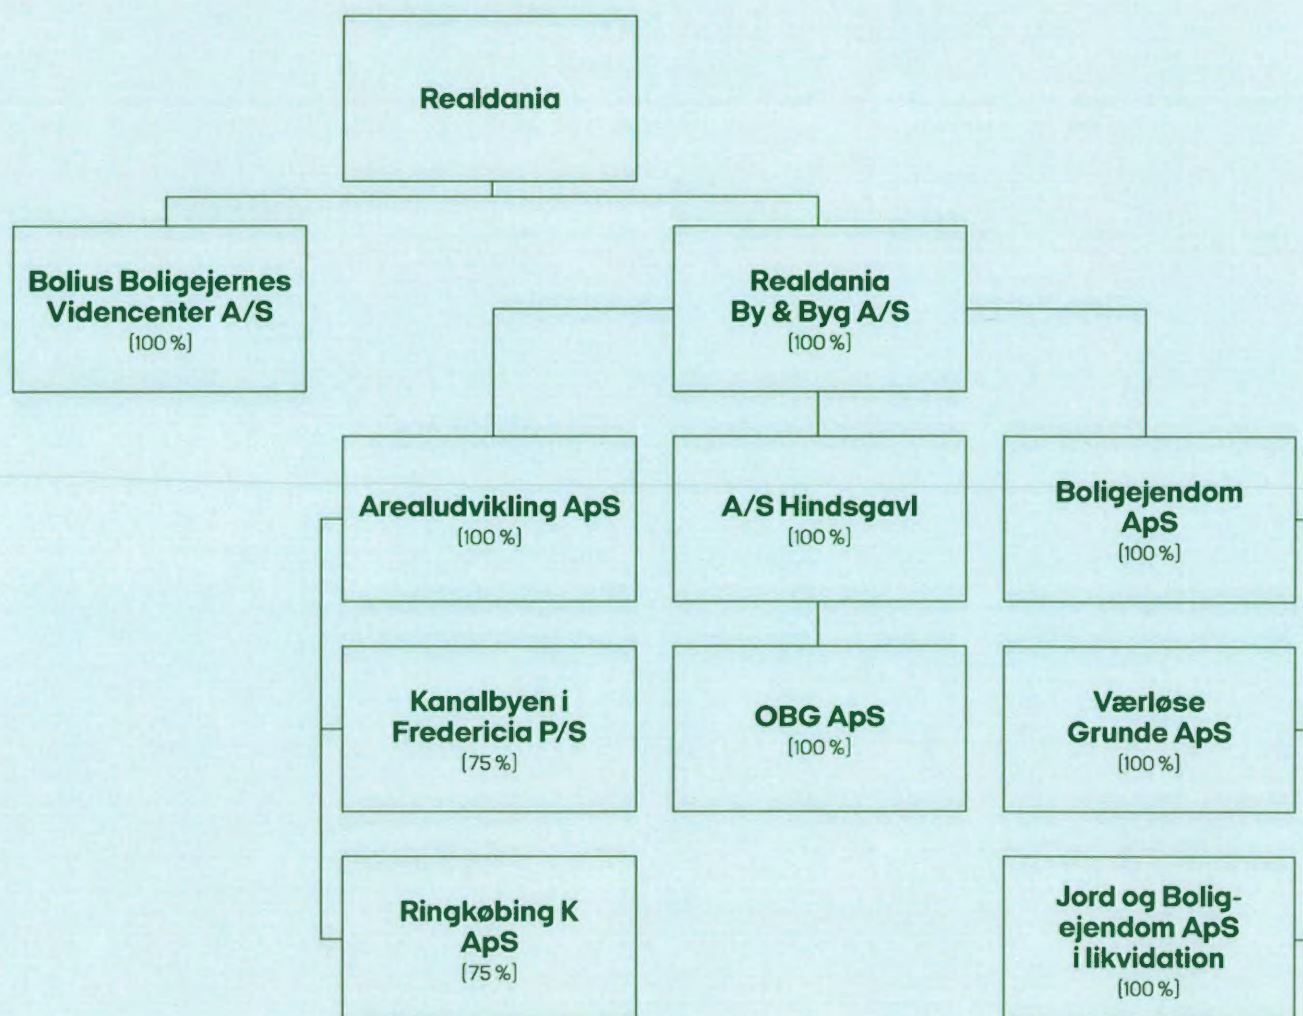 Realdania
Bolius Boligejernes
Videncenter A/S
(100 %)
Realdania
By & Byg A/S
(100 %)
Arealudvikling ApS
(100 %)
A/S Hindsgavl
(100 %)
Boligejendom
ApS
(100 %)
Kanalbyen i
Fredericia P/S
(75 %)
OBG ApS
(100 %)
Værløse
Grunde ApS
(100 %)
Ringkøbing K
ApS
(75 %)
Jord og Bolig-
ejendom ApS
i likvidation
(100 %)